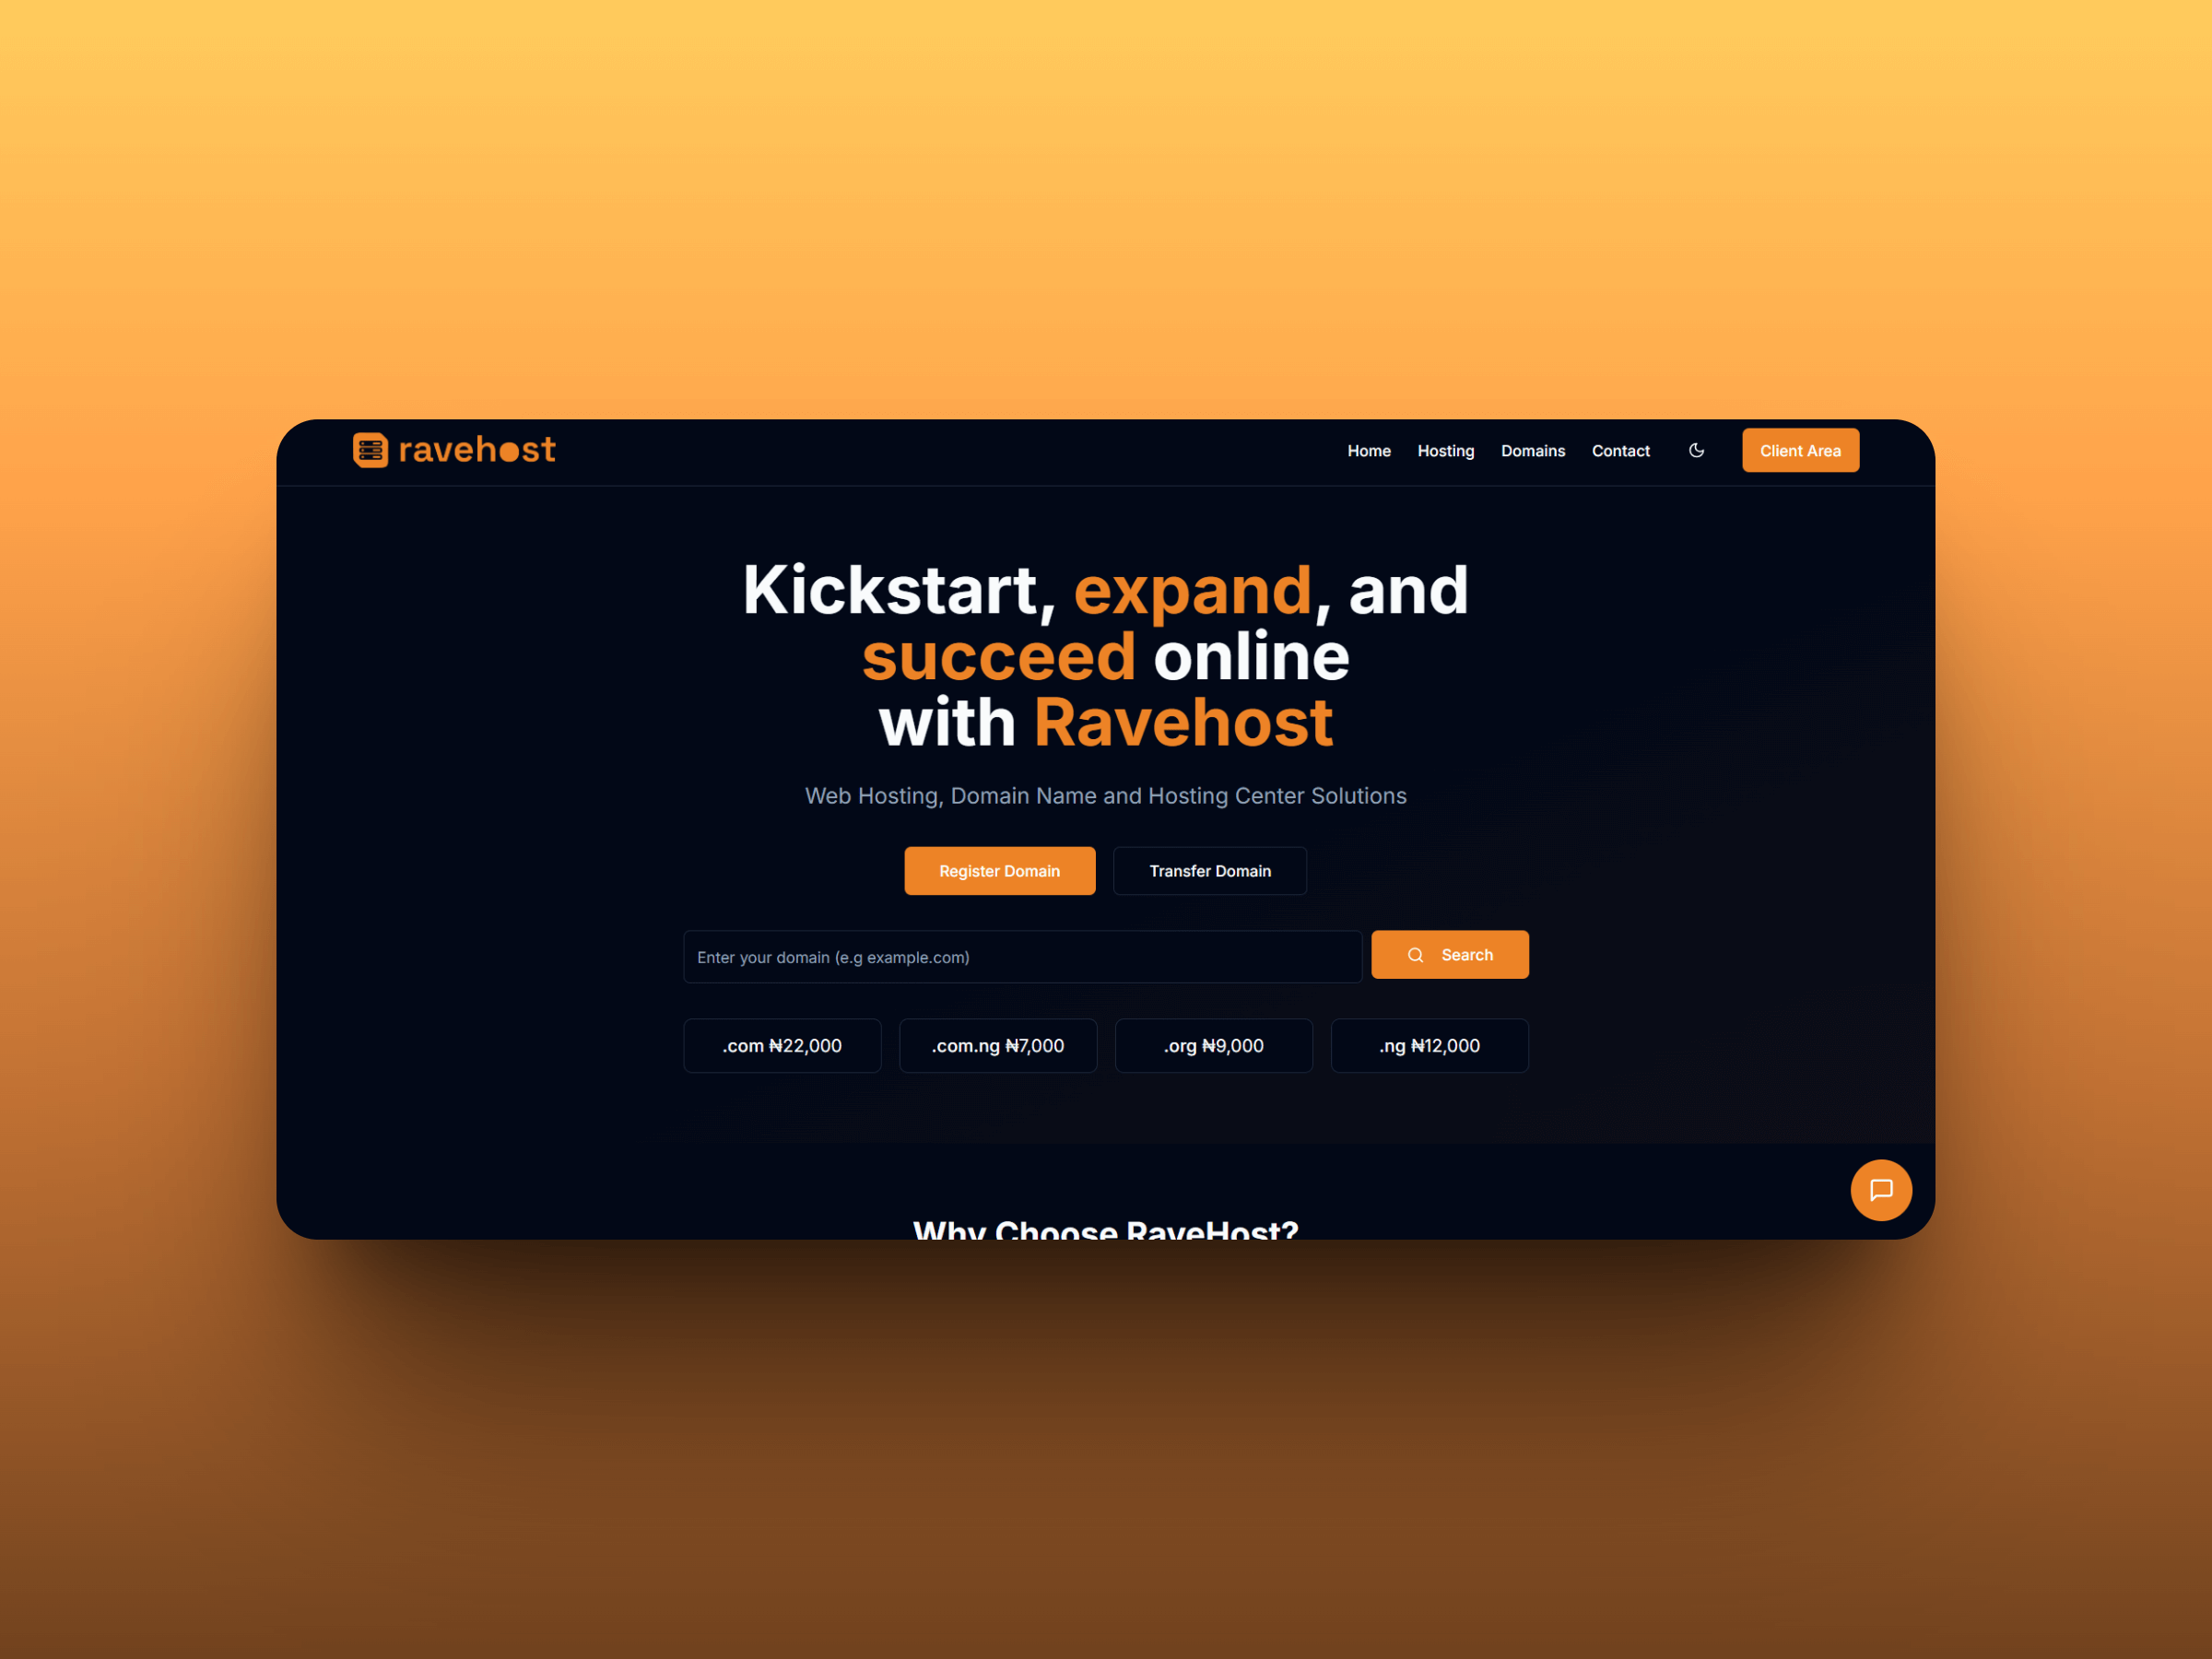 ravehost
Home Hosting Domains Contact Client Area
Kickstart, expand, and
succeed online
with Ravehost
Web Hosting, Domain Name and Hosting Center Solutions
Register Domain Transfer Domain
Enter your domain (e.g example.com) Search
.com ₦22,000 .com.ng ₦7,000 .org ₦9,000 .ng ₦12,000
Why Choose RaveHost?